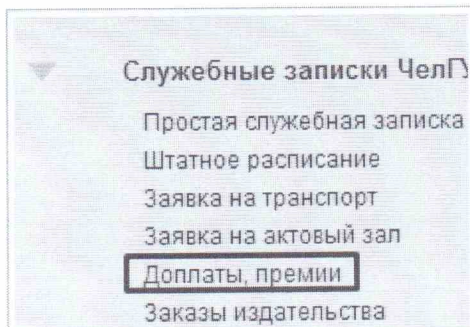 Служебные записки ЧелГУ
Простая служебная записка
Штатное расписание
Заявка на транспорт
Заявка на актовый зал
Доплаты, премии
Заказы издательства